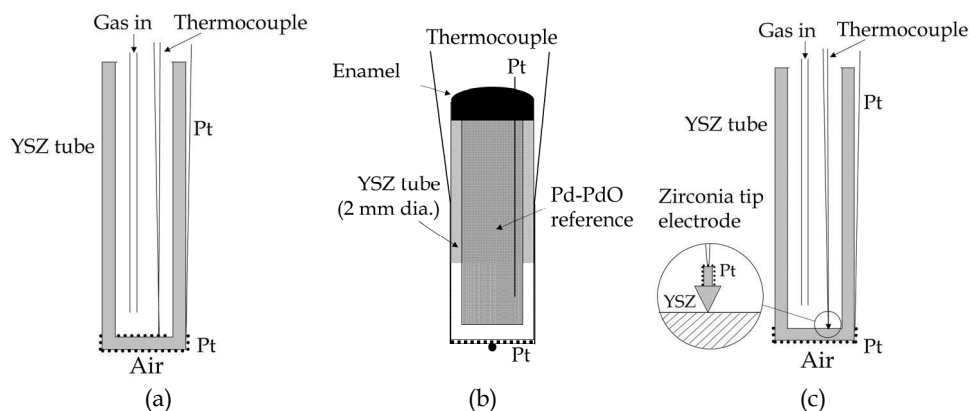 Gas in
Thermocouple
YSZ tube
Pt
Pt
Air
(a)
Thermocouple
Pt
Enamel
YSZ tube
(2 mm dia.)
Pd-PdO
reference
Pt
(b)
Gas in
Thermocouple
YSZ tube
Pt
Zirconia tip
electrode
Pt
YSZ
Pt
Air
(c)